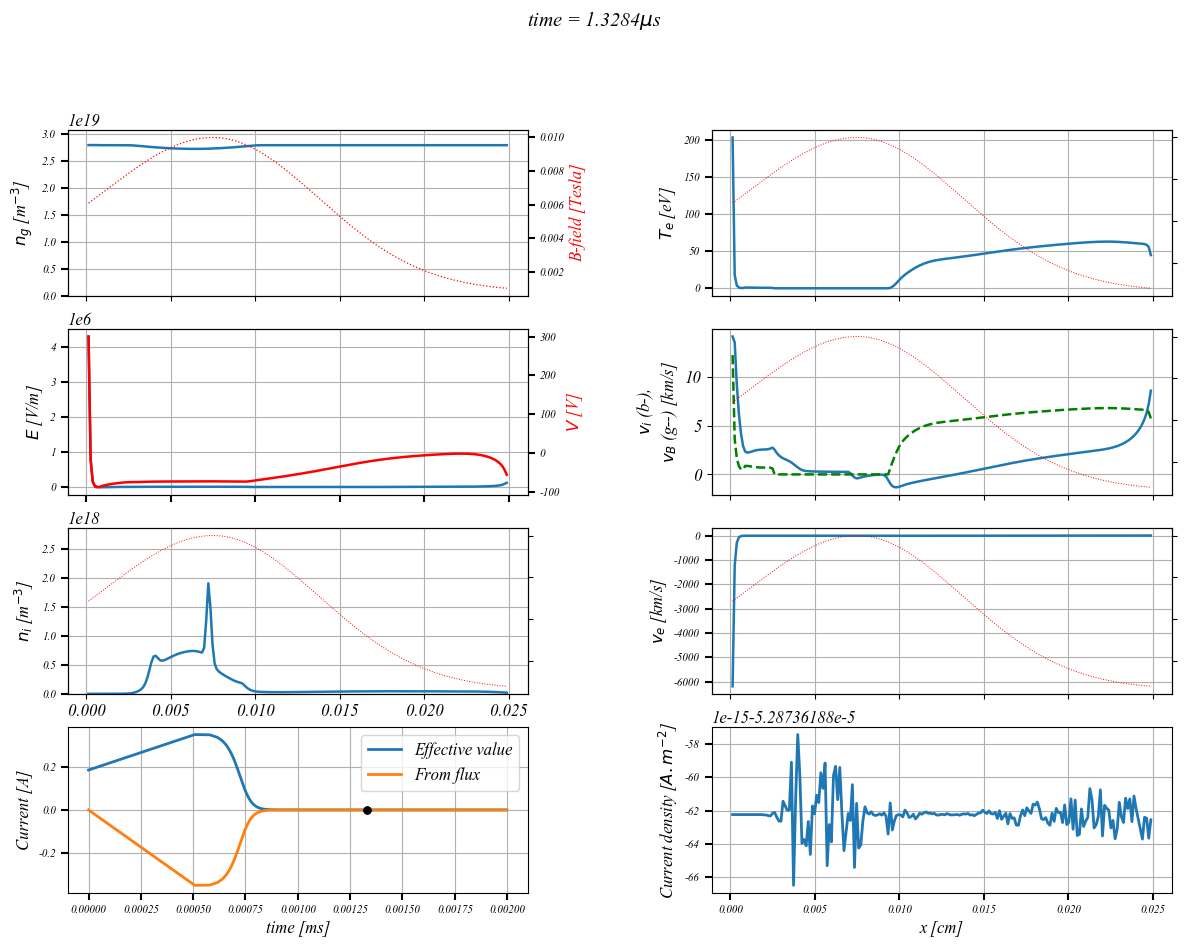 time = 1.3284μs
1e19
3.0
2.5
2.0
1.5
1.0
0.5
0.0
n_g [m^{-3}]
0.010
0.008
0.006
0.004
0.002
B-field [Tesla]
200
150
100
50
0
T_e [eV]
1e6
4
3
2
1
0
E [V/m]
300
200
100
0
-100
V [V]
10
5
0
v_i (b-),
v_B (g--) [km/s]
1e18
2.5
2.0
1.5
1.0
0.5
0.0
n_i [m^{-3}]
0.000 0.005 0.010 0.015 0.020 0.025
0
-1000
-2000
-3000
-4000
-5000
-6000
v_e [km/s]
0.2
0.0
-0.2
Current [A]
Effective value
From flux
0.00000 0.00025 0.00050 0.00075 0.00100 0.00125 0.00150 0.00175 0.00200
time [ms]
1e-15-5.28736188e-5
-58
-60
-62
-64
-66
Current density [A.m^{-2}]
0.000 0.005 0.010 0.015 0.020 0.025
x [cm]